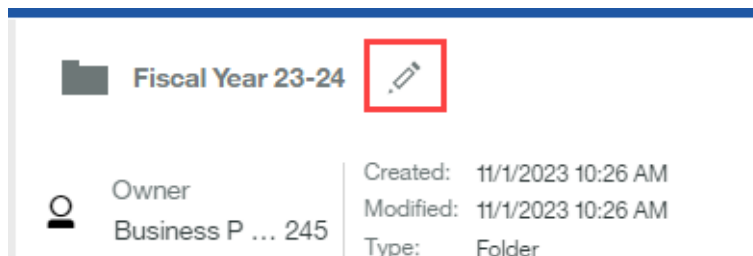 Fiscal Year 23-24
Owner
Business P ... 245
Created: 11/1/2023 10:26 AM
Modified: 11/1/2023 10:26 AM
Type: Folder